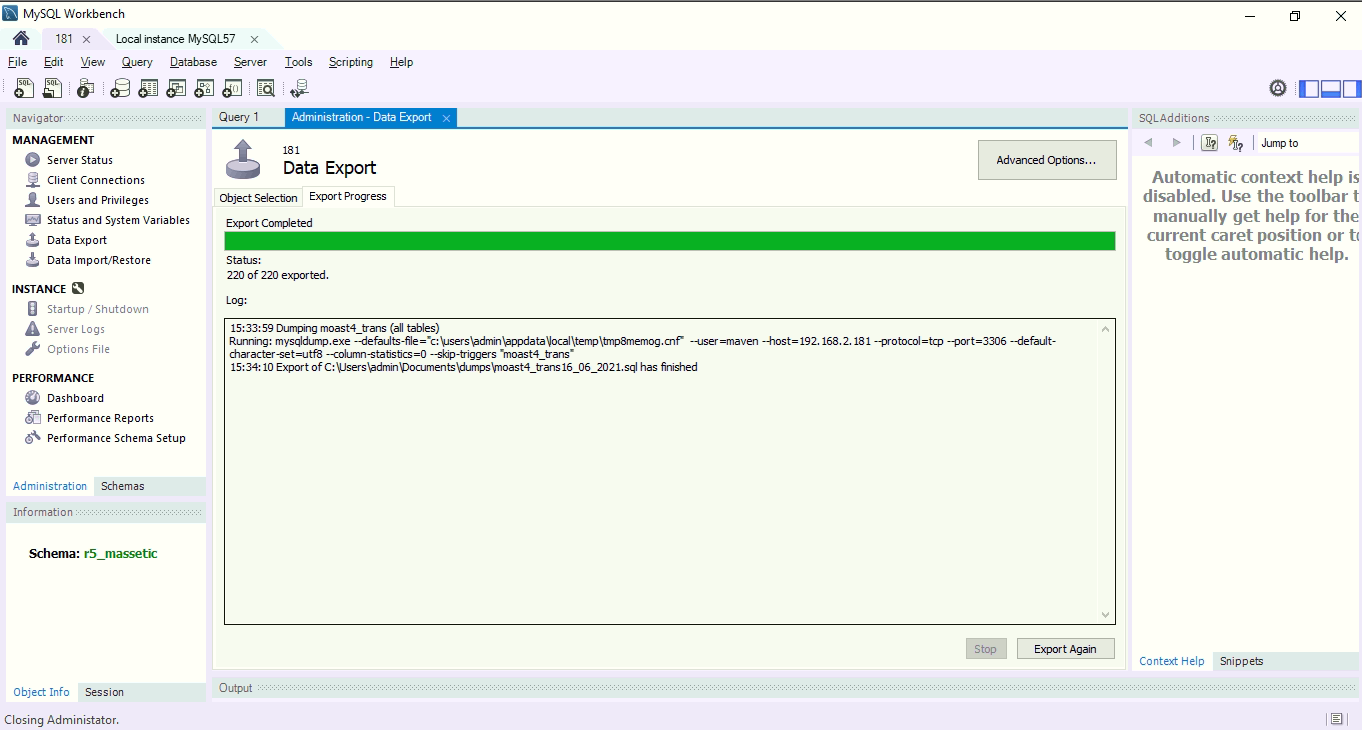 MySQL Workbench
181
Local instance MySQL57
File Edit View Query Database Server Tools Scripting Help
Navigator
MANAGEMENT
Server Status
Client Connections
Users and Privileges
Status and System Variables
Data Export
Data Import/Restore
INSTANCE
Startup / Shutdown
Server Logs
Options File
PERFORMANCE
Dashboard
Performance Reports
Performance Schema Setup
Administration Schemas
Information
Schema: r5_massetic
Object Info Session
Query 1 Administration - Data Export
181
Data Export
Advanced Options...
Object Selection Export Progress
Export Completed
Status:
220 of 220 exported.
Log:
15:33:59 Dumping moast4_trans (all tables)
Running: mysqldump.exe --defaults-file="c:\users\admin\appdata\local\temp\tmp8memog.cnf"  --user=maven --host=192.168.2.181 --protocol=tcp --port=3306 --default-
character-set=utf8 --column-statistics=0 --skip-triggers "moast4_trans"
15:34:10 Export of C:\Users\admin\Documents\dumps\moast4_trans16_06_2021.sql has finished
Stop Export Again
Output
SQLAdditions
Jump to
Automatic context help is
disabled. Use the toolbar t
manually get help for the
current caret position or to
toggle automatic help.
Context Help Snippets
Closing Administator.